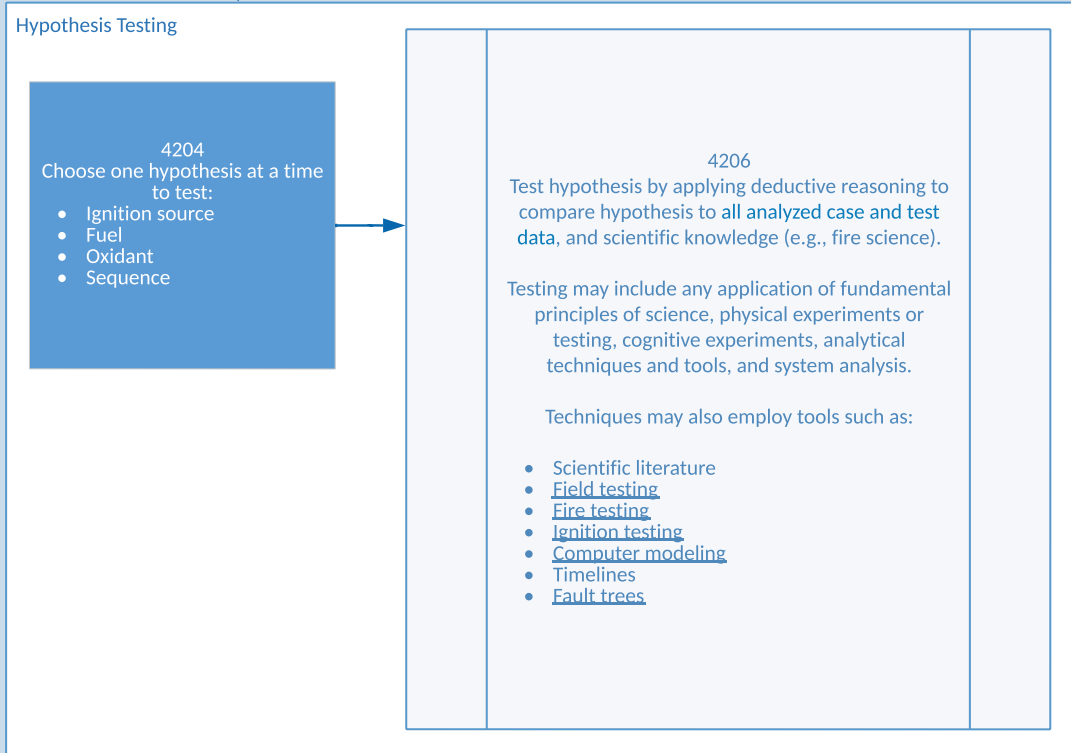 Hypothesis Testing
4204
Choose one hypothesis at a time
to test:
• Ignition source
• Fuel
• Oxidant
• Sequence
4206
Test hypothesis by applying deductive reasoning to
compare hypothesis to all analyzed case and test
data, and scientific knowledge (e.g., fire science).
Testing may include any application of fundamental
principles of science, physical experiments or
testing, cognitive experiments, analytical
techniques and tools, and system analysis.
Techniques may also employ tools such as:
• Scientific literature
• Field testing
• Fire testing
• Ignition testing
• Computer modeling
• Timelines
• Fault trees